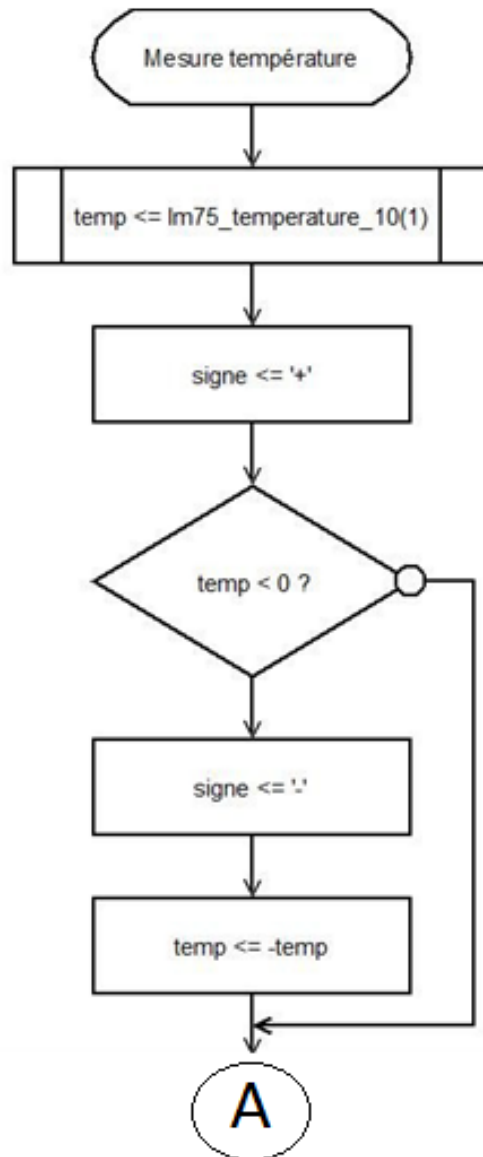 Mesure température
temp <= lm75_temperature_10(1)
signe <= '+'
temp < 0 ?
signe <= '-'
temp <= -temp
A